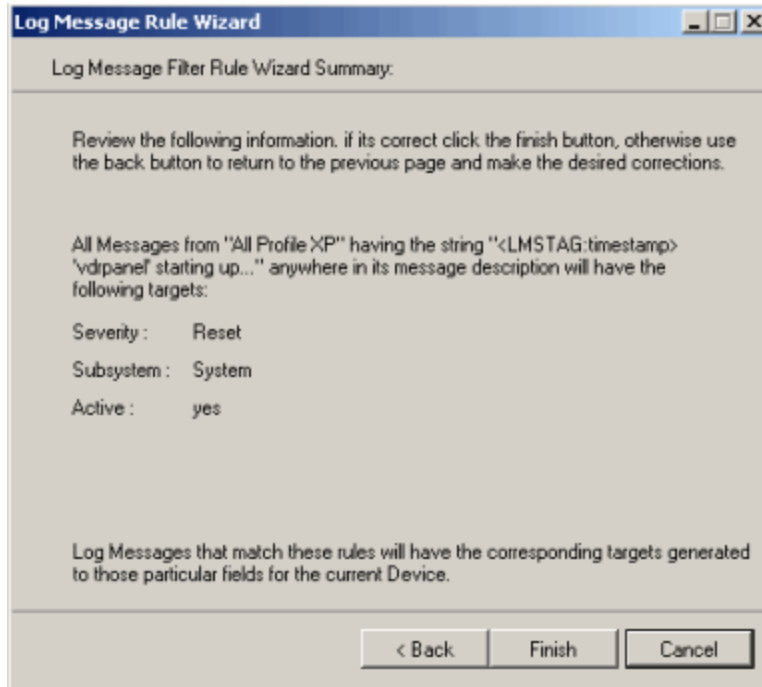 Log Message Rule Wizard
Log Message Filter Rule Wizard Summary:
Review the following information. if its correct click the finish button, otherwise use
the back button to return to the previous page and make the desired corrections.
All Messages from "All Profile XP" having the string "<LMSTAG:timestamp>
'vdrpanel' starting up..." anywhere in its message description will have the
following targets:
Severity : Reset
Subsystem : System
Active : yes
Log Messages that match these rules will have the corresponding targets generated
to those particular fields for the current Device.
< Back Finish Cancel